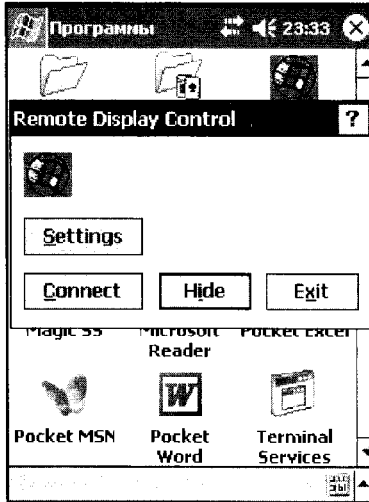 Программы 23:33
Remote Display Control ?
Settings
Connect Hide Exit
Magic SS Microsoft Pocket Excel
Reader
W
Pocket MSN Pocket Terminal
Word Services